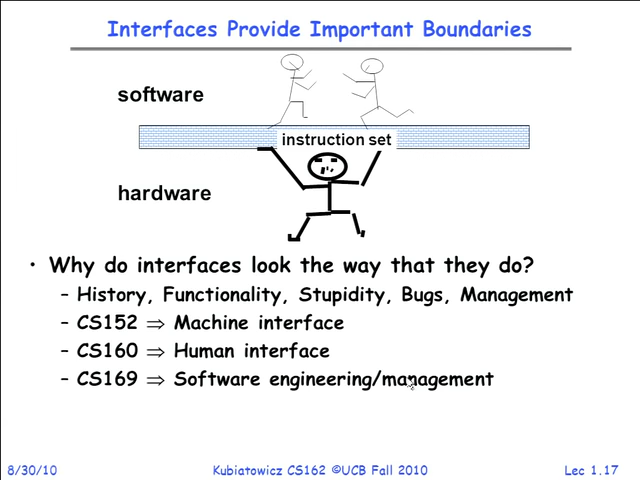 Interfaces Provide Important Boundaries
software
instruction set
hardware
• Why do interfaces look the way that they do?
– History, Functionality, Stupidity, Bugs, Management
– CS152 ⇒ Machine interface
– CS160 ⇒ Human interface
– CS169 ⇒ Software engineering/management
8/30/10 Kubiatowicz CS162 ©UCB Fall 2010 Lec 1.17